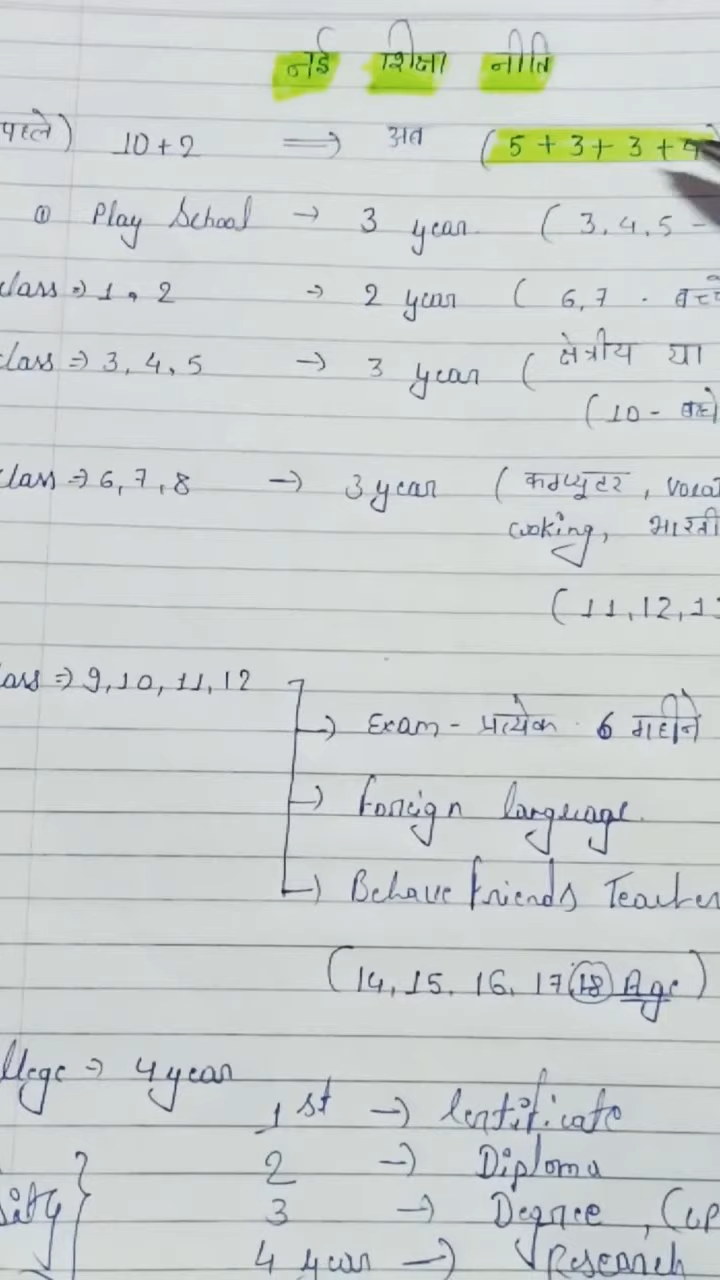 नई शिक्षा नीति
पहले) 10+2 ⟹ अब (5+3+3+4)
① Play School → 3 year (3,4,5 -
class ⇒ 1, 2 → 2 year (6,7 . बच्चे
class ⇒ 3, 4, 5 → 3 year (क्षेत्रीय या
(10 -
class ⇒ 6, 7, 8 → 3 year (कम्प्यूटर,
cooking,
(11,12,13
class ⇒ 9, 10, 11, 12
→ Exam - प्रत्येक 6 महीने
→ Foreign language.
→ Behave friends Teacher
(14, 15, 16, 17 18 Age)
llege ⇒ 4 year
1st → Certificate
2 → Diploma
sity } 3 → Degree,
4 year → Research